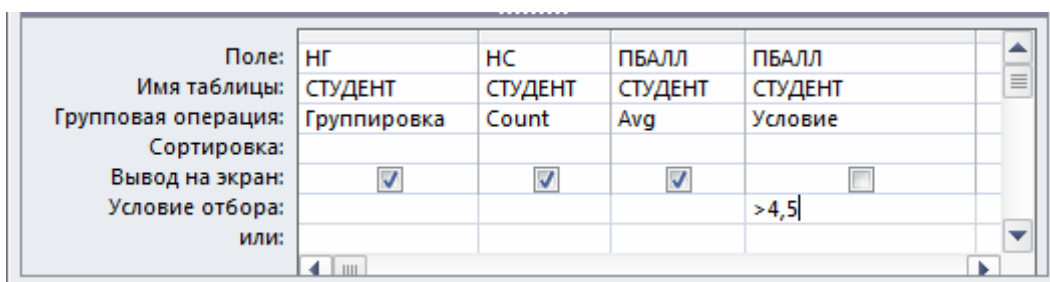 Поле: НГ НС ПБАЛЛ ПБАЛЛ
Имя таблицы: СТУДЕНТ СТУДЕНТ СТУДЕНТ СТУДЕНТ
Групповая операция: Группировка Count Avg Условие
Сортировка:
Вывод на экран:
Условие отбора: >4,5
или: